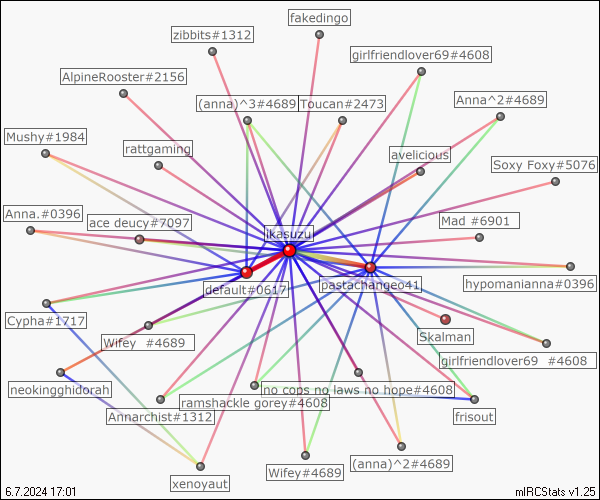 fakedingo
zibbits#1312
girlfriendlover69#4608
AlpineRooster#2156
(anna)^3#4689
Toucan#2473
Anna^2#4689
Mushy#1984
rattgaming
avelicious
Soxy Foxy#5076
Anna.#0396
ace deucy#7097
ikasuzu
Mad #6901
default#0617
pastachangeo41
hypomanianna#0396
Cypha#1717
Wifey  #4689
Skalman
girlfriendlover69  #4608
neokingghidorah
no cops no laws no hope#4608
ramshackle gorey#4608
Annarchist#1312
frisout
Wifey#4689
(anna)^2#4689
xenoyaut
6.7.2024 17:01
mIRCStats v1.25